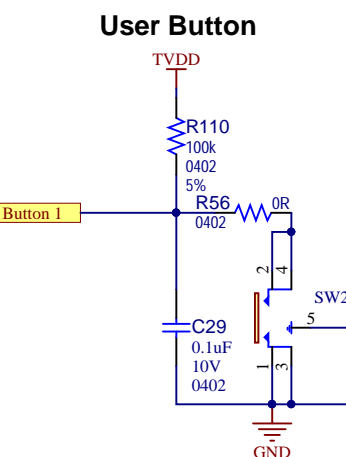 User Button
TVDD
R110
100k
0402
5%
R56
0R
0402
Button 1
2
4
SW2
5
C29
0.1uF
10V
0402
1
3
GND